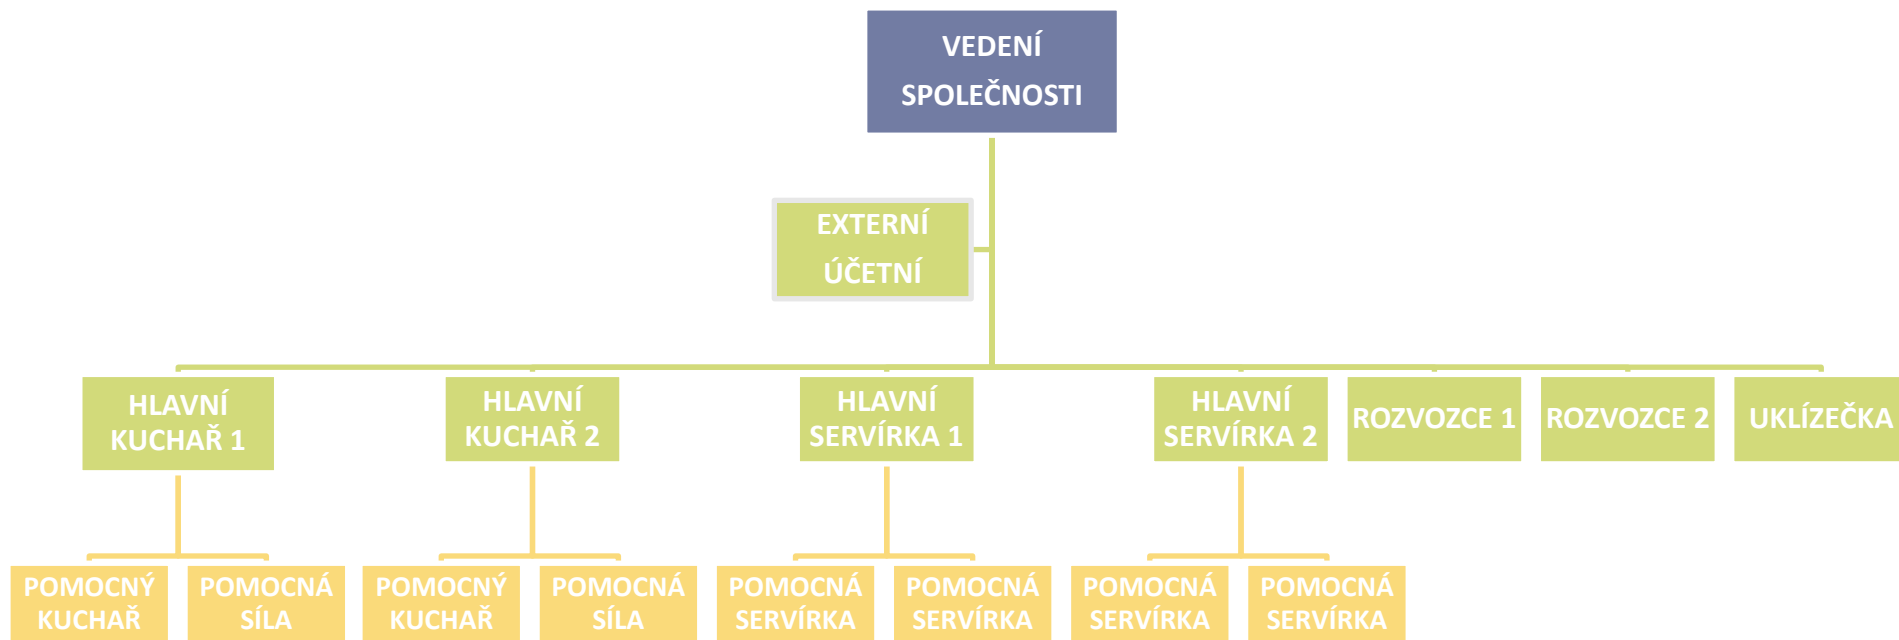 VEDENÍ
SPOLEČNOSTI
EXTERNÍ
ÚČETNÍ
HLAVNÍ
KUCHAŘ 1
HLAVNÍ
KUCHAŘ 2
HLAVNÍ
SERVÍRKA 1
HLAVNÍ
SERVÍRKA 2
ROZVOZCE 1
ROZVOZCE 2
UKLÍZEČKA
POMOCNÝ
KUCHAŘ
POMOCNÁ
SÍLA
POMOCNÝ
KUCHAŘ
POMOCNÁ
SÍLA
POMOCNÁ
SERVÍRKA
POMOCNÁ
SERVÍRKA
POMOCNÁ
SERVÍRKA
POMOCNÁ
SERVÍRKA